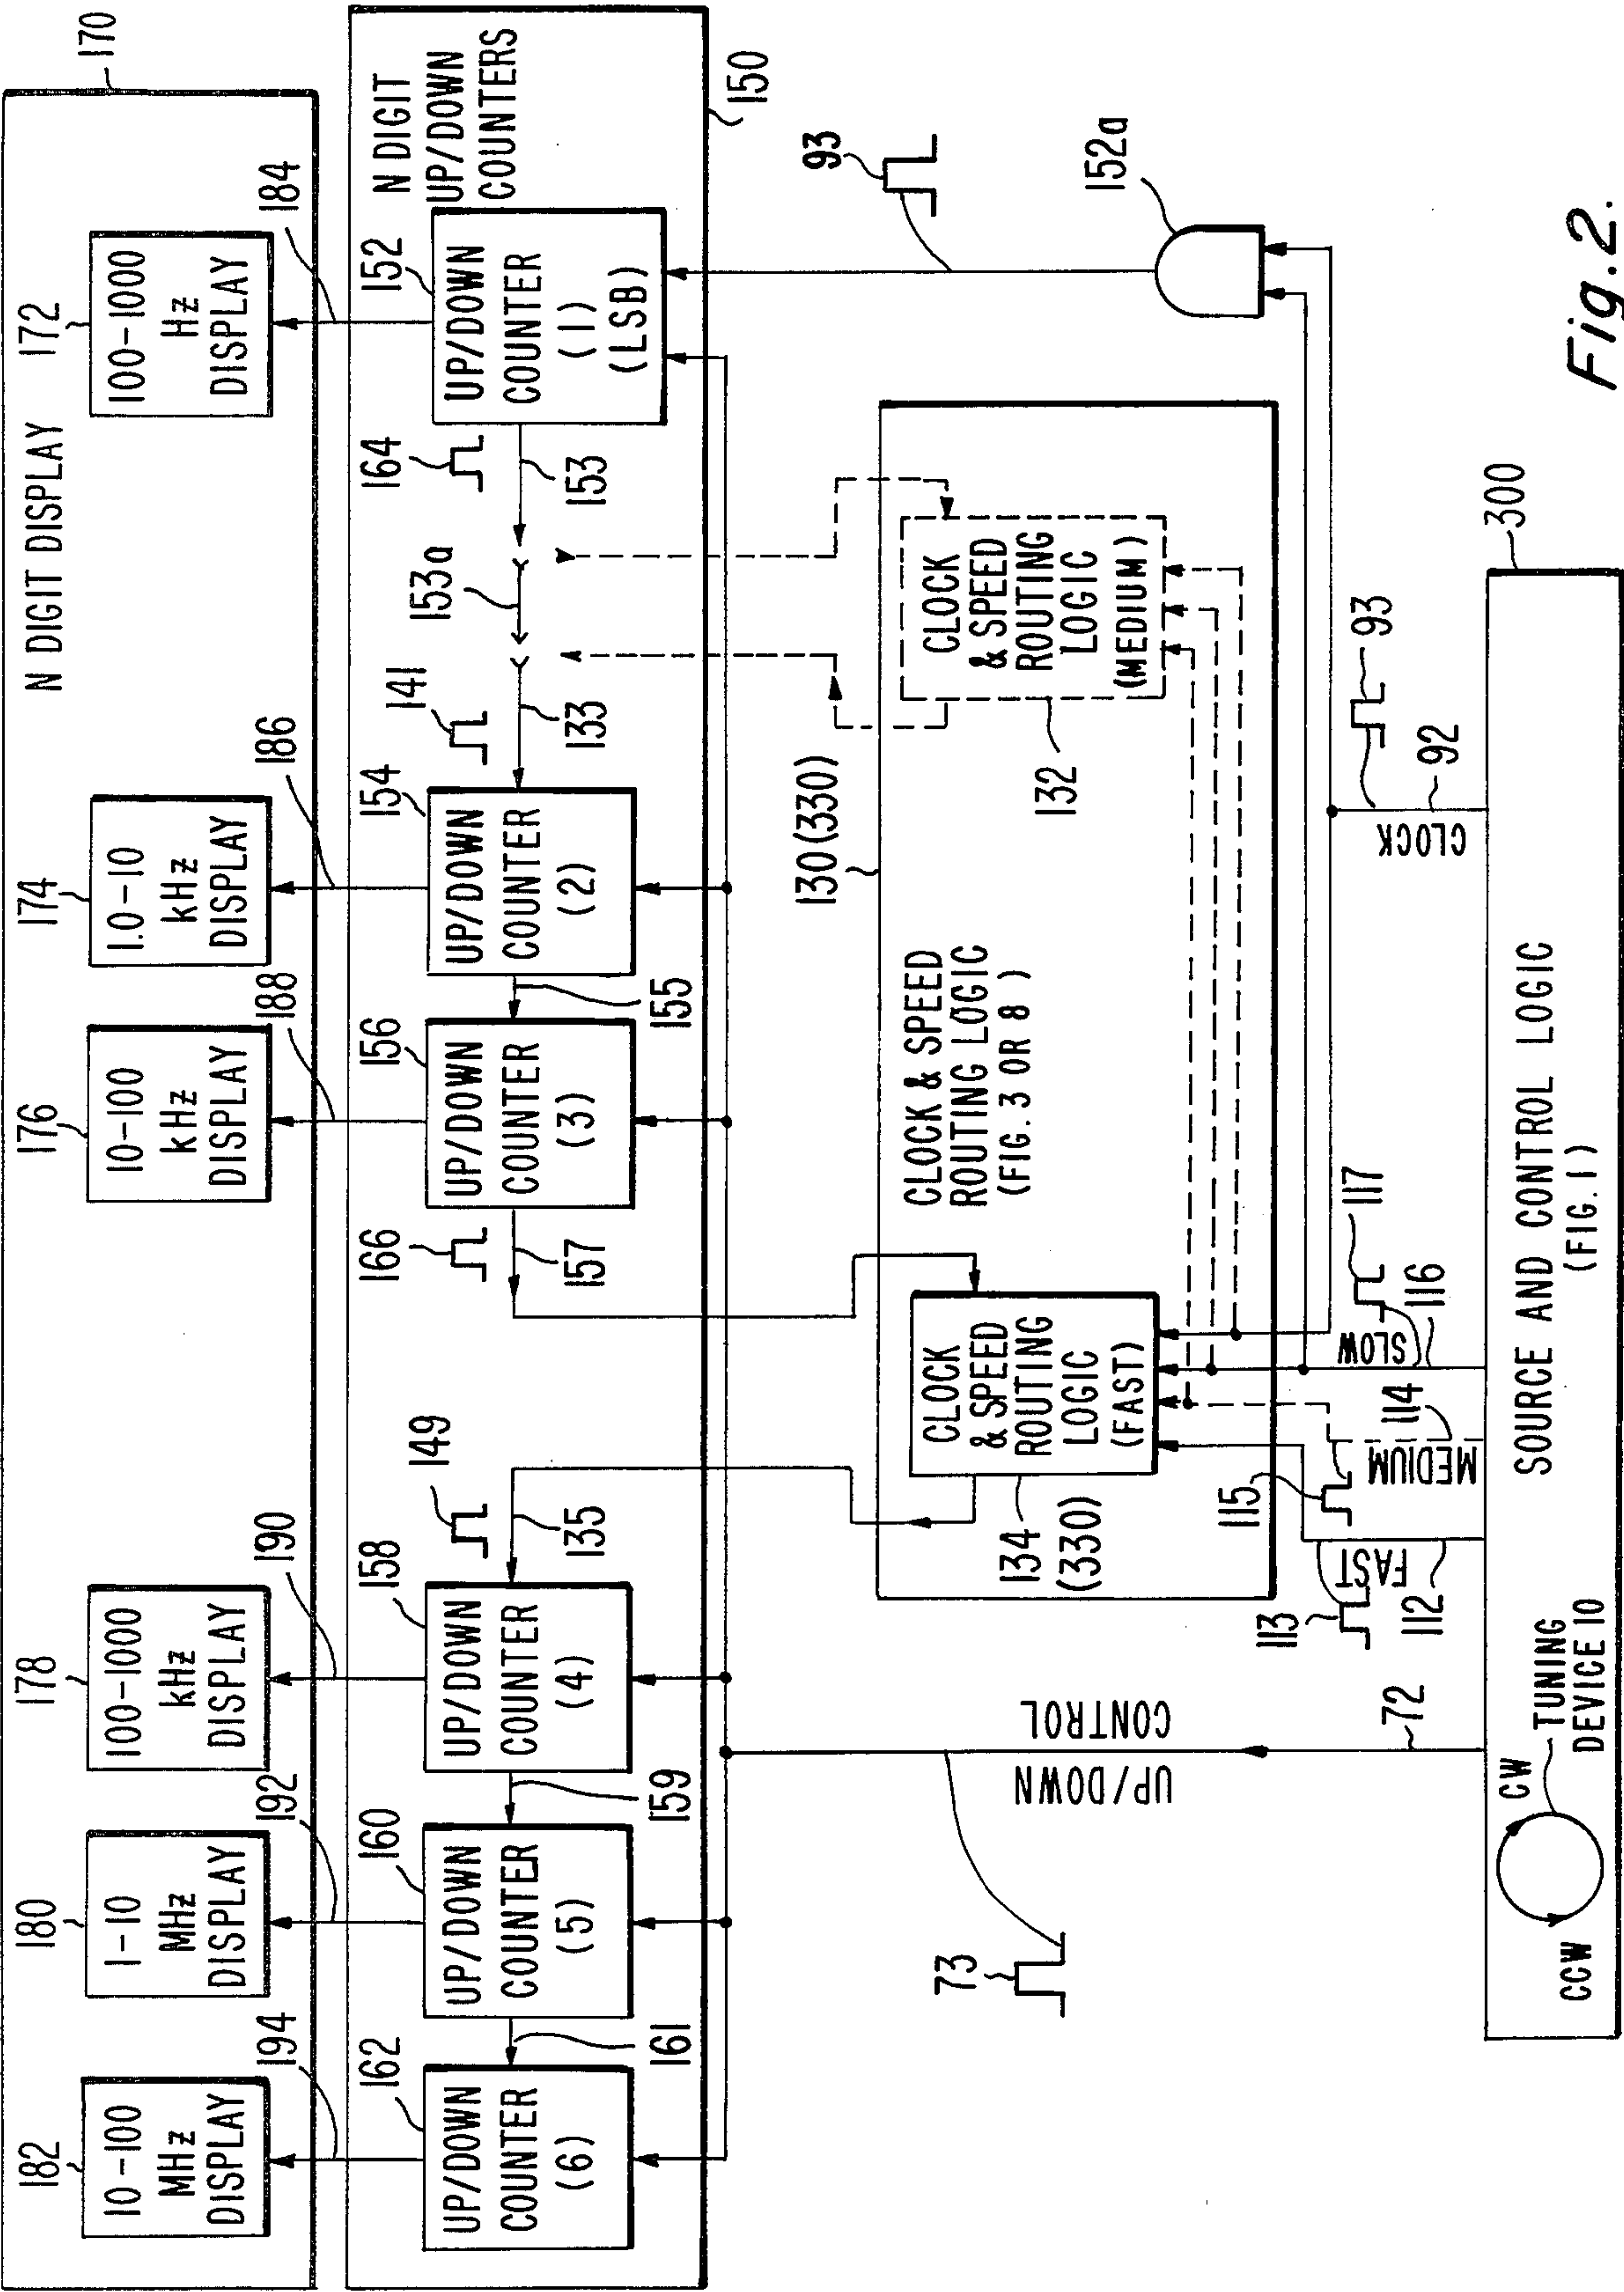 182
10-100
MHz
DISPLAY
180
1-10
MHz
DISPLAY
178
100-1000
kHz
DISPLAY
176
10-100
kHz
DISPLAY
174
1.0-10
kHz
DISPLAY
172
100-1000
Hz
DISPLAY
N DIGIT DISPLAY
170
194
192
190
188
186
184
162
UP/DOWN
COUNTER
(6)
161
160
UP/DOWN
COUNTER
(5)
159
158
UP/DOWN
COUNTER
(4)
149
135
166
157
156
UP/DOWN
COUNTER
(3)
155
154
UP/DOWN
COUNTER
(2)
141
133
153a
164
153
152
UP/DOWN
COUNTER
(1)
(LSB)
N DIGIT
UP/DOWN
COUNTERS
150
73
UP/DOWN
CONTROL
72
134
(330)
CLOCK
& SPEED
ROUTING
LOGIC
(FAST)
CLOCK & SPEED
ROUTING LOGIC
(FIG. 3 OR 8)
130(330)
132
CLOCK
& SPEED
ROUTING
LOGIC
(MEDIUM)
93
152a
113
FAST
112
115
MEDIUM
114
117
SLOW
116
93
CLOCK
92
300
CCW
CW
TUNING
DEVICE 10
SOURCE AND CONTROL LOGIC
(FIG. 1)
Fig. 2.